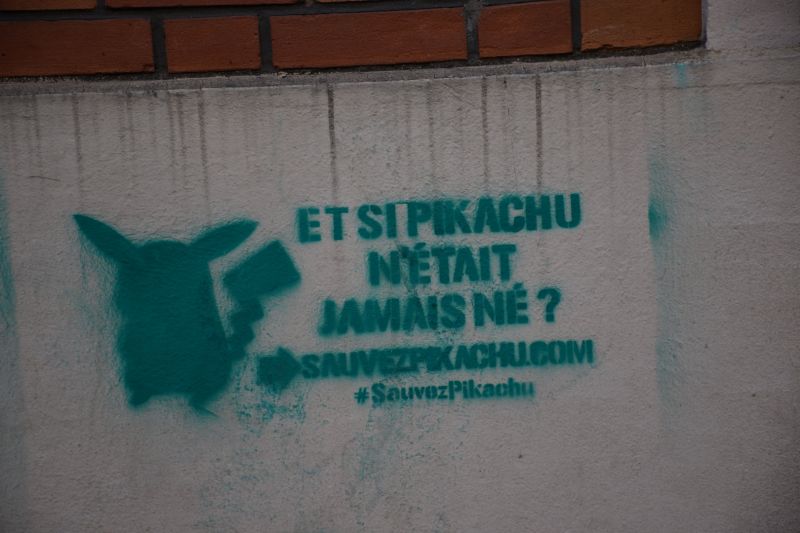 ET SI PIKACHU
N'ÉTAIT
JAMAIS NÉ ?
SAUVEZPIKACHU.COM
#SauvezPikachu